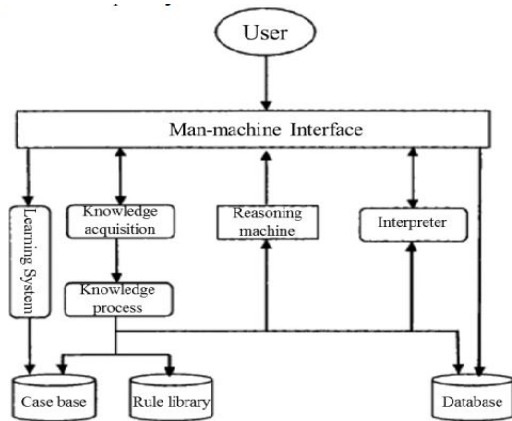 User
Man-machine Interface
Learning System
Knowledge
acquisition
Reasoning
machine
Interpreter
Knowledge
process
Case base
Rule library
Database